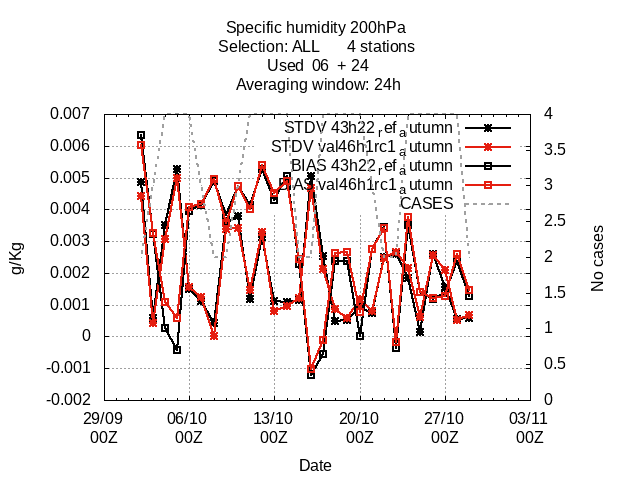 Specific humidity 200hPa
Selection: ALL 4 stations
Used 06 + 24
Averaging window: 24h
STDV 43h22_ref_autumn
STDV val46h1rc1_autumn
BIAS 43h22_ref_autumn
BIAS val46h1rc1_autumn
CASES
g/Kg
0.007
0.006
0.005
0.004
0.003
0.002
0.001
0
-0.001
-0.002
4
3.5
3
2.5
2
1.5
1
0.5
0
No cases
29/09 06/10 13/10 20/10 27/10 03/11
00Z 00Z 00Z 00Z 00Z 00Z
Date